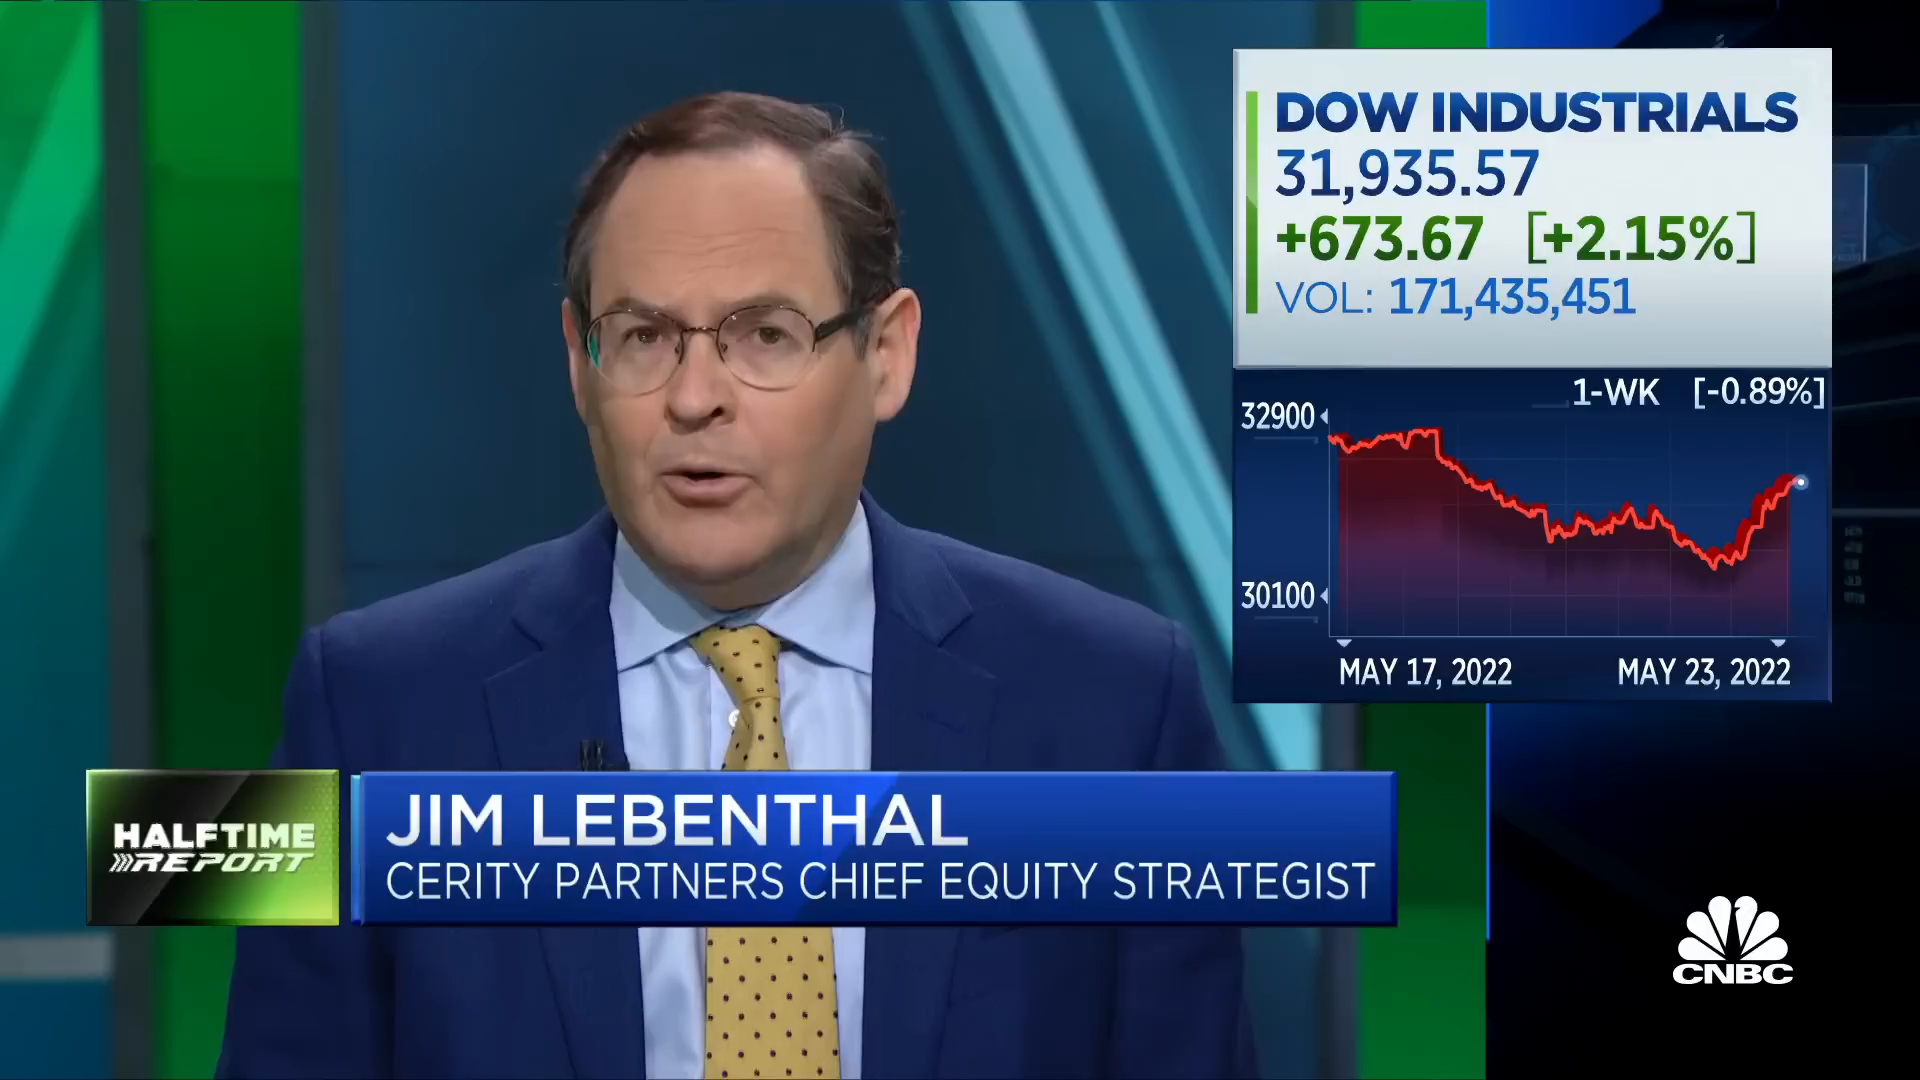 DOW INDUSTRIALS
31,935.57
+673.67 [+2.15%]
VOL: 171,435,451
1-WK [-0.89%]
32900
30100
MAY 17, 2022 MAY 23, 2022
HALFTIME
REPORT
JIM LEBENTHAL
CERITY PARTNERS CHIEF EQUITY STRATEGIST
CNBC